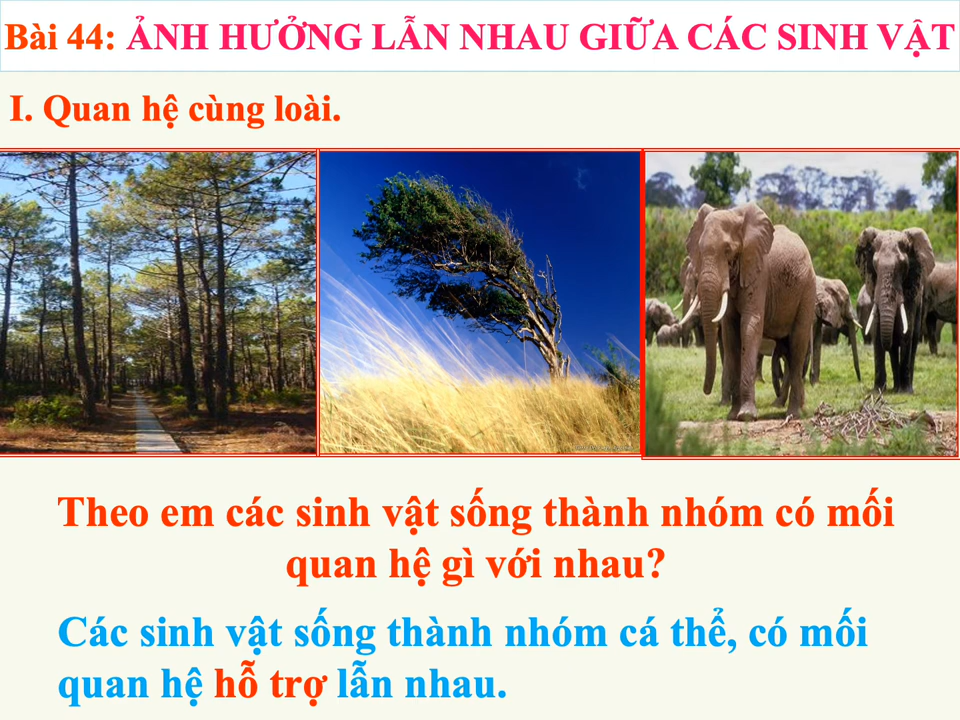 Bài 44: ẢNH HƯỞNG LẪN NHAU GIỮA CÁC SINH VẬT
I. Quan hệ cùng loài.
Theo em các sinh vật sống thành nhóm có mối
quan hệ gì với nhau?
Các sinh vật sống thành nhóm cá thể, có mối
quan hệ hỗ trợ lẫn nhau.